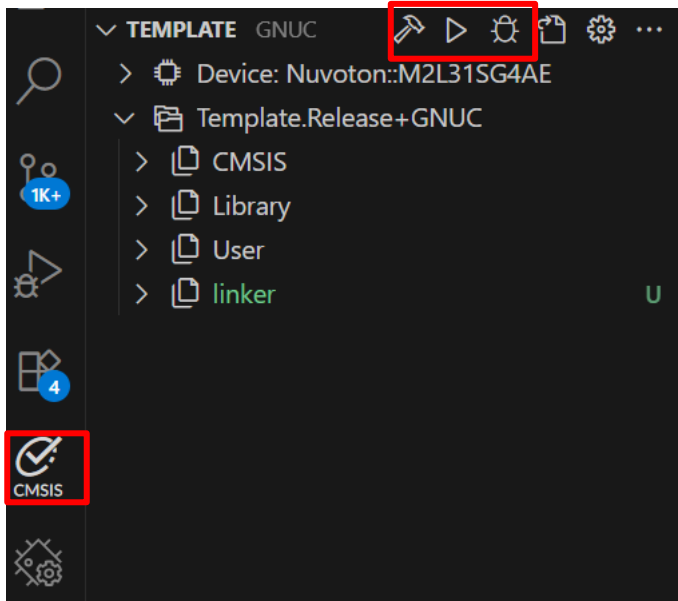 TEMPLATE GNUC
Device: Nuvoton::M2L31SG4AE
Template.Release+GNUC
CMSIS
Library
User
linker U
1K+
4
CMSIS